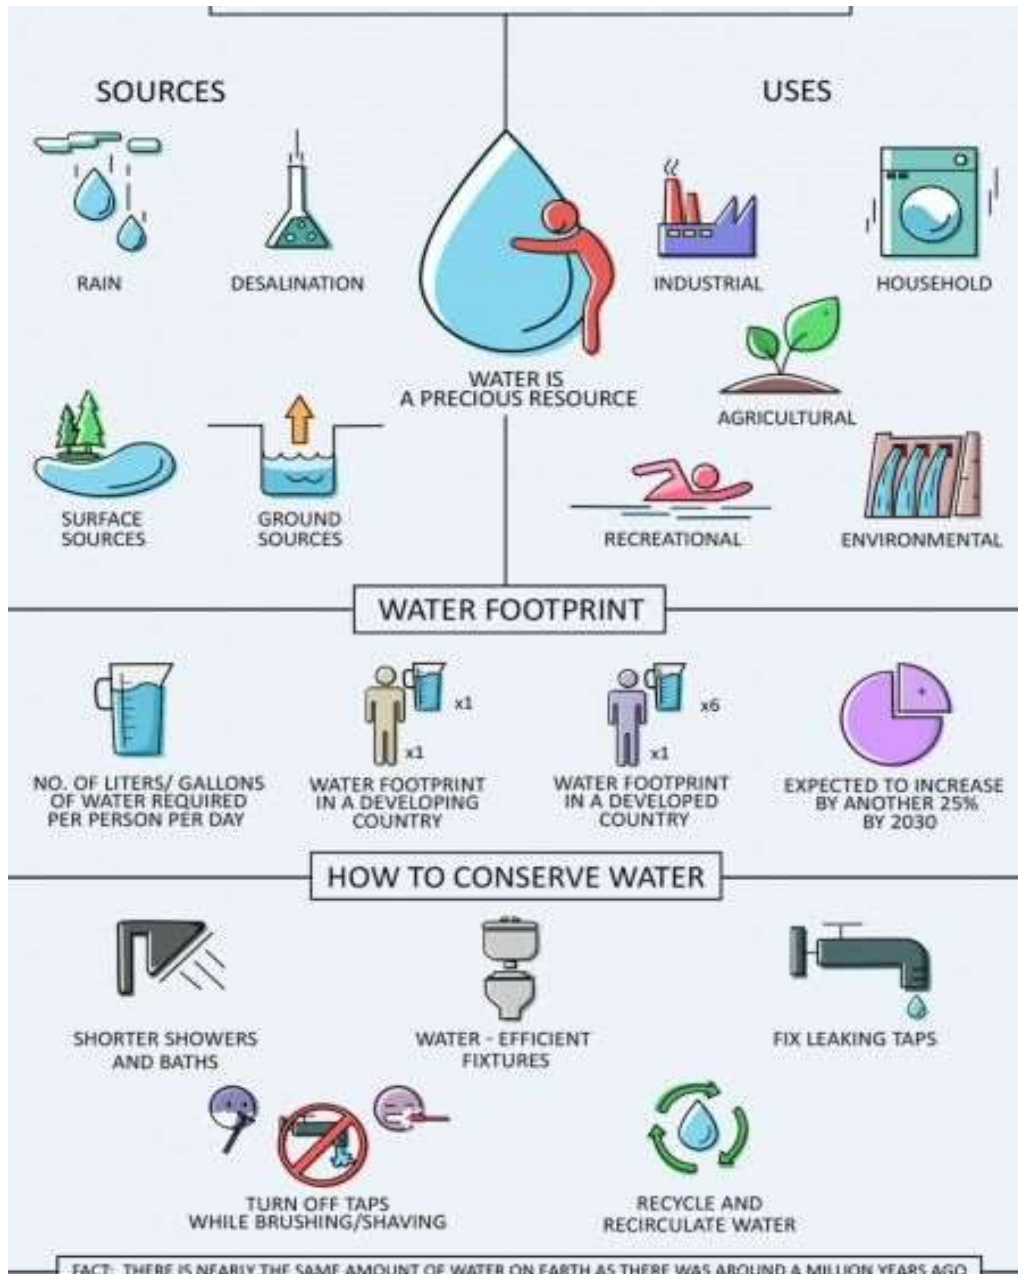 SOURCES
USES
RAIN
DESALINATION
INDUSTRIAL
HOUSEHOLD
WATER IS
A PRECIOUS RESOURCE
AGRICULTURAL
SURFACE
SOURCES
GROUND
SOURCES
RECREATIONAL
ENVIRONMENTAL
WATER FOOTPRINT
x1
x1
x6
x1
NO. OF LITERS/ GALLONS
OF WATER REQUIRED
PER PERSON PER DAY
WATER FOOTPRINT
IN A DEVELOPING
COUNTRY
WATER FOOTPRINT
IN A DEVELOPED
COUNTRY
EXPECTED TO INCREASE
BY ANOTHER 25%
BY 2030
HOW TO CONSERVE WATER
SHORTER SHOWERS
AND BATHS
WATER - EFFICIENT
FIXTURES
FIX LEAKING TAPS
TURN OFF TAPS
WHILE BRUSHING/SHAVING
RECYCLE AND
RECIRCULATE WATER
FACT: THERE IS NEARLY THE SAME AMOUNT OF WATER ON EARTH AS THERE WAS AROUND A MILLION YEARS AGO